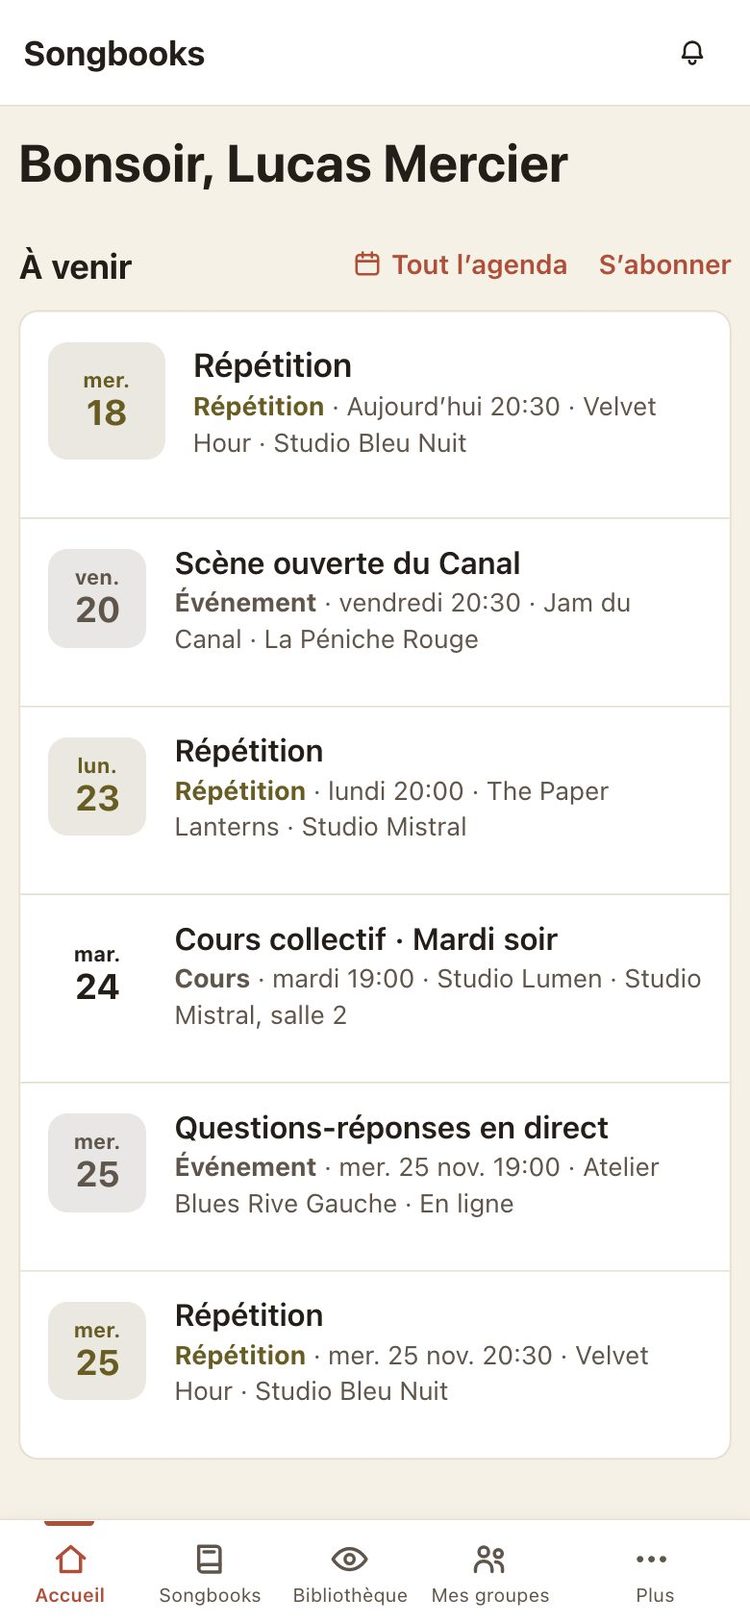 Songbooks
Bonsoir, Lucas Mercier
À venir
Tout l’agenda
S’abonner
mer.
18
Répétition
Répétition · Aujourd’hui 20:30 · Velvet
Hour · Studio Bleu Nuit
ven.
20
Scène ouverte du Canal
Événement · vendredi 20:30 · Jam du
Canal · La Péniche Rouge
lun.
23
Répétition
Répétition · lundi 20:00 · The Paper
Lanterns · Studio Mistral
mar.
24
Cours collectif · Mardi soir
Cours · mardi 19:00 · Studio Lumen · Studio
Mistral, salle 2
mer.
25
Questions-réponses en direct
Événement · mer. 25 nov. 19:00 · Atelier
Blues Rive Gauche · En ligne
mer.
25
Répétition
Répétition · mer. 25 nov. 20:30 · Velvet
Hour · Studio Bleu Nuit
Accueil
Songbooks
Bibliothèque
Mes groupes
Plus